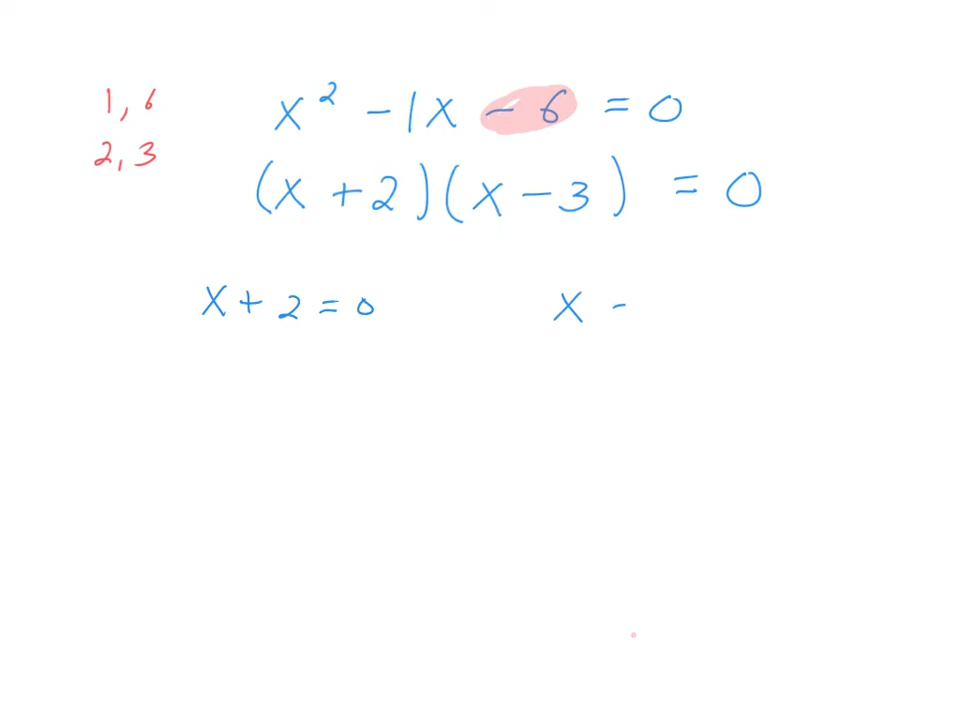 1, 6
2, 3
x² - 1x - 6 = 0
(x + 2)(x - 3) = 0
x + 2 = 0
x -